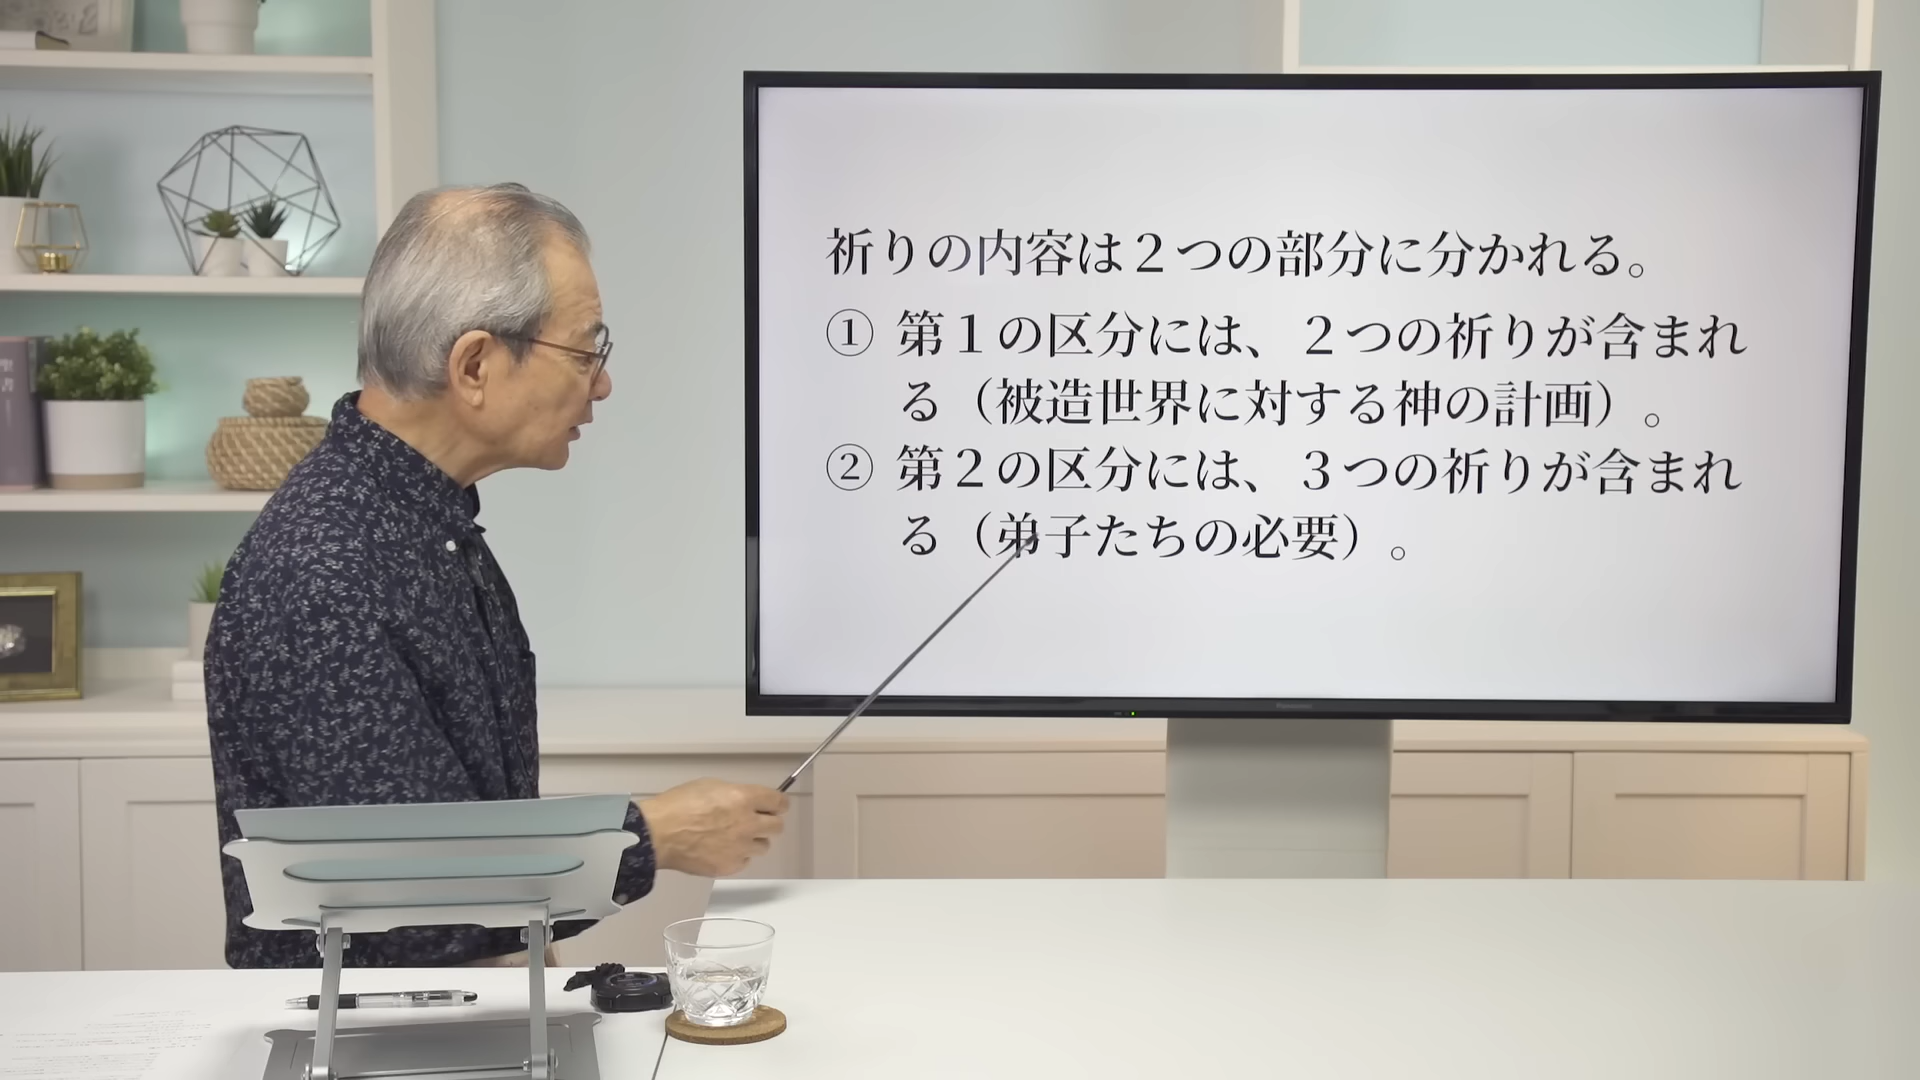 祈りの内容は２つの部分に分かれる。
① 第１の区分には、２つの祈りが含まれ
る（被造世界に対する神の計画）。
② 第２の区分には、３つの祈りが含まれ
る（弟子たちの必要）。
聖書
Panasonic